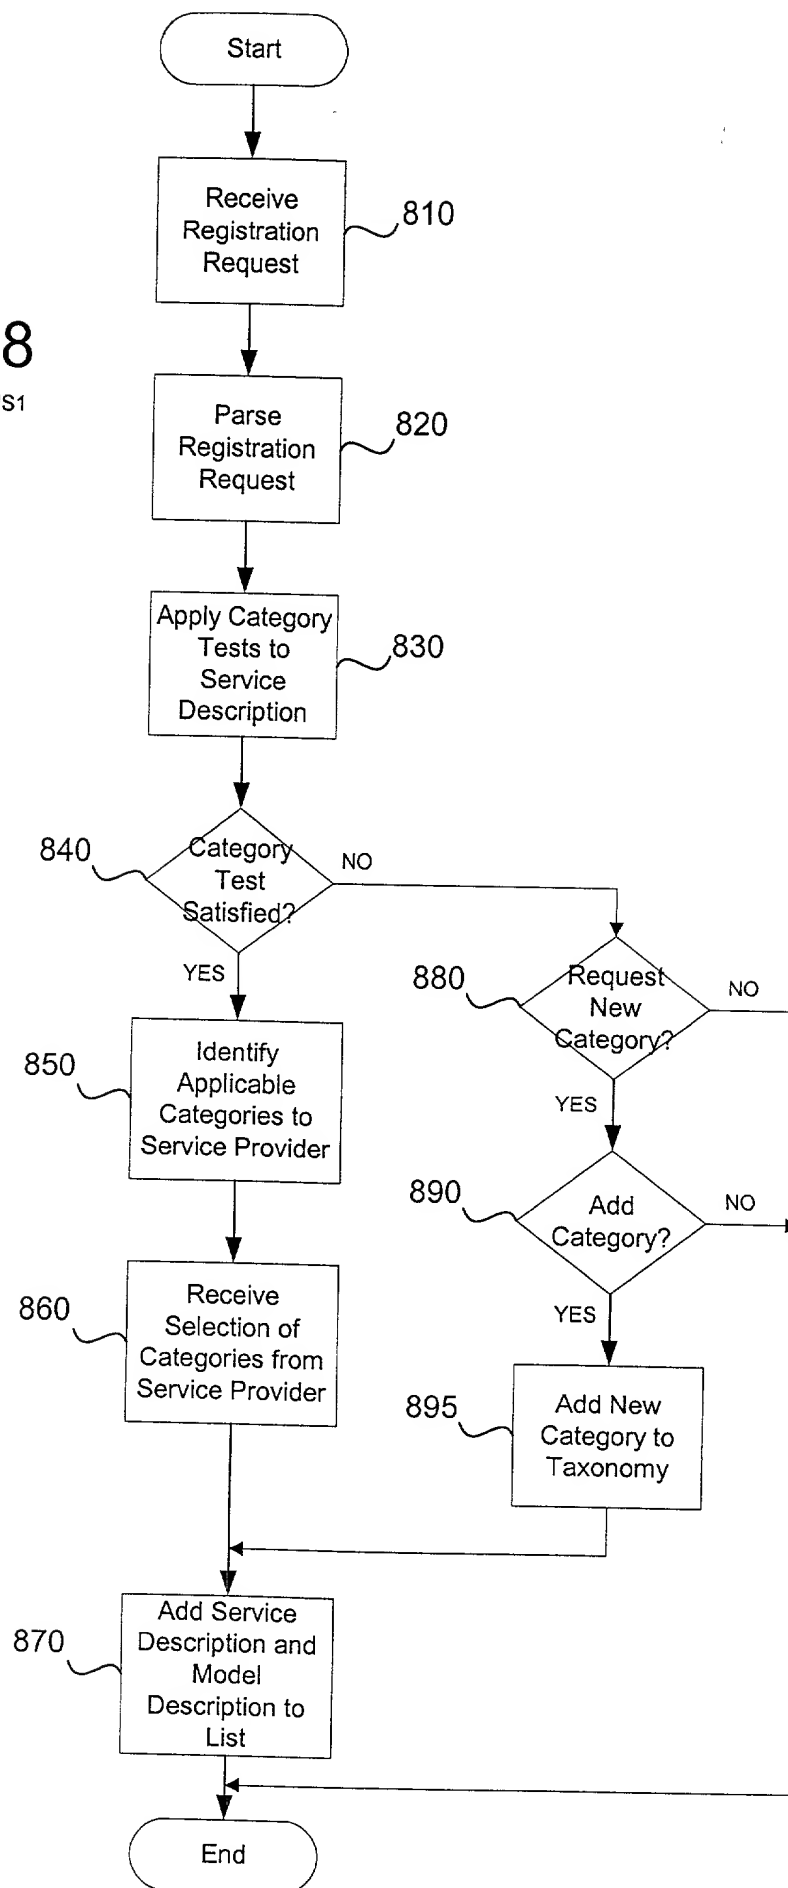 Start
Receive
Registration
Request
810
8
S1
Parse
Registration
Request
820
Apply Category
Tests to
Service
Description
830
840
Category
Test
Satisfied?
NO
YES
880
Request
New
Category?
NO
YES
850
Identify
Applicable
Categories to
Service Provider
890
Add
Category?
NO
YES
860
Receive
Selection of
Categories from
Service Provider
895
Add New
Category to
Taxonomy
870
Add Service
Description and
Model
Description to
List
End